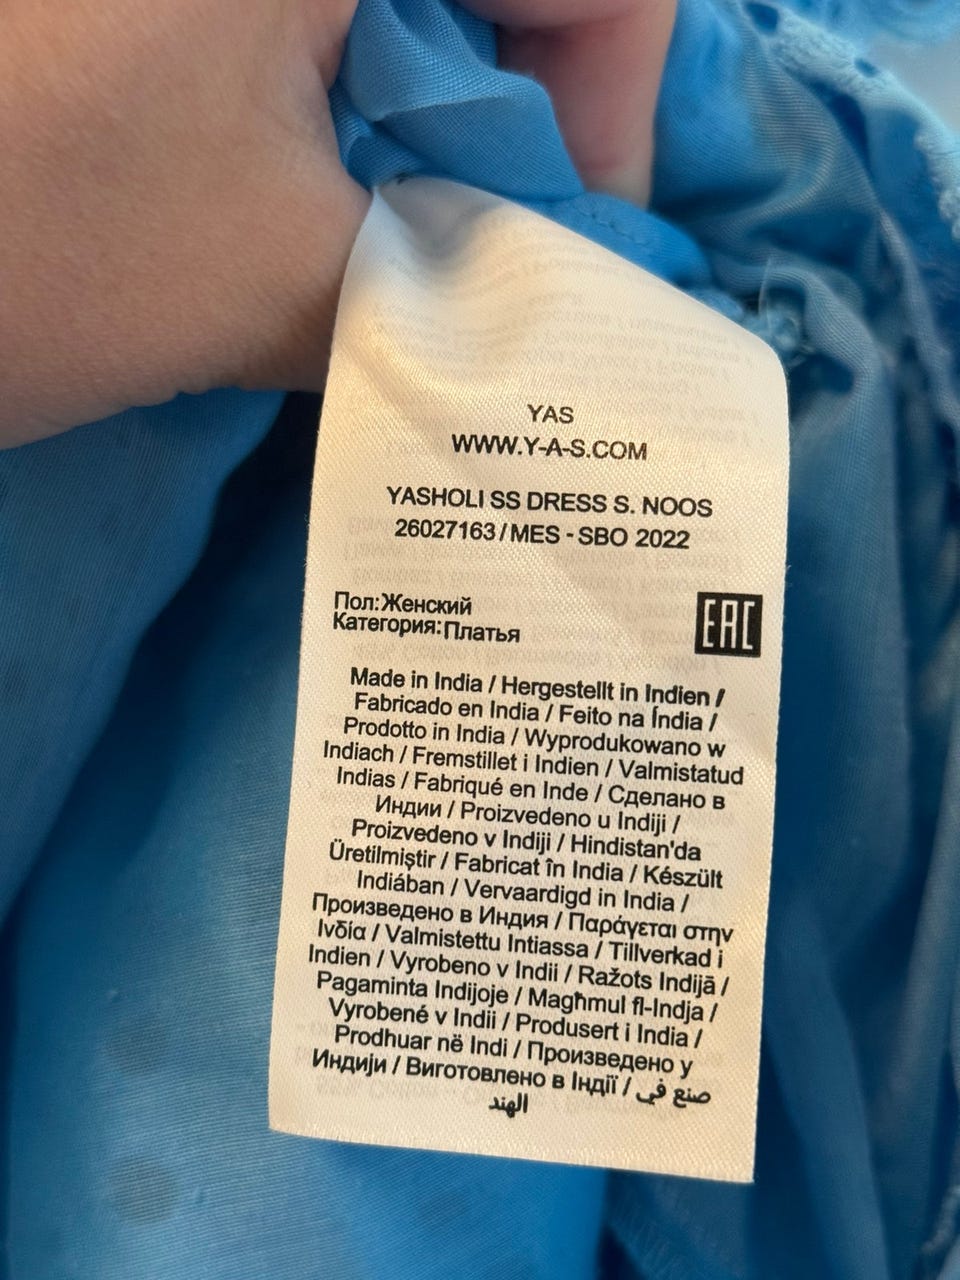 YAS
WWW.Y-A-S.COM
YASHOLI SS DRESS S. NOOS
26027163/MES - SBO 2022
Пол:Женский
Категория:Платья
EAC
Made in India / Hergestellt in Indien /
Fabricado en India / Feito na Índia /
Prodotto in India / Wyprodukowano w
Indiach / Fremstillet i Indien / Valmistatud
Indias / Fabriqué en Inde / Сделано в
Индии / Proizvedeno u Indiji /
Proizvedeno v Indiji / Hindistan'da
Üretilmiştir / Fabricat în India / Készült
Indiában / Vervaardigd in India /
Произведено в Индия / Παράγεται στην
Ινδία / Valmistettu Intiassa / Tillverkad i
Indien / Vyrobeno v Indii / Ražots Indijā /
Pagaminta Indijoje / Magħmul fl-Indja /
Vyrobené v Indii / Produsert i India /
Prodhuar në Indi / Произведено у
Индији / Виготовлено в Індії / صنع في
الهند